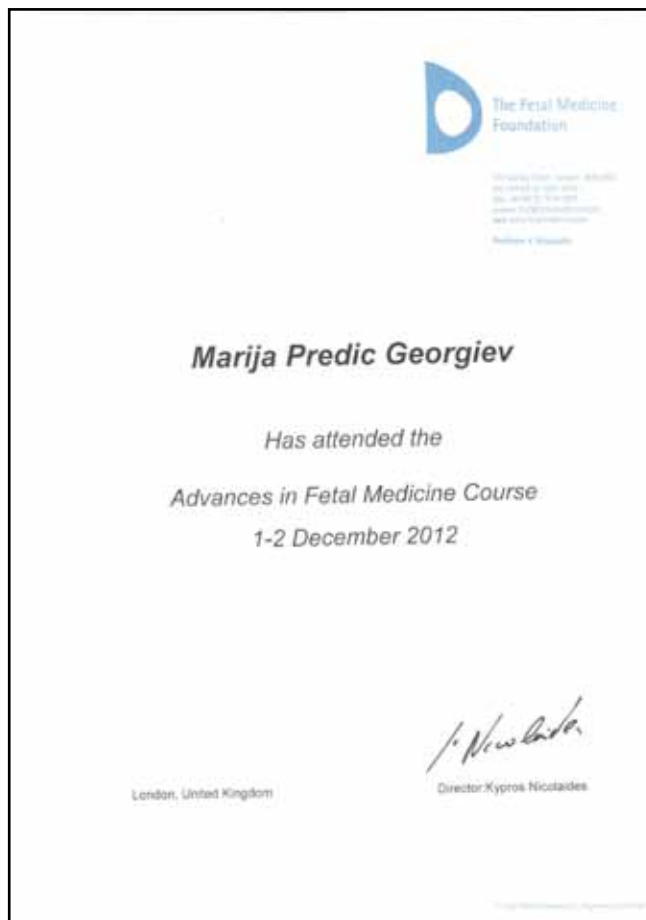 The Fetal Medicine
Foundation
Marija Predic Georgiev
Has attended the
Advances in Fetal Medicine Course
1-2 December 2012
London, United Kingdom
Director:Kypros Nicolaides